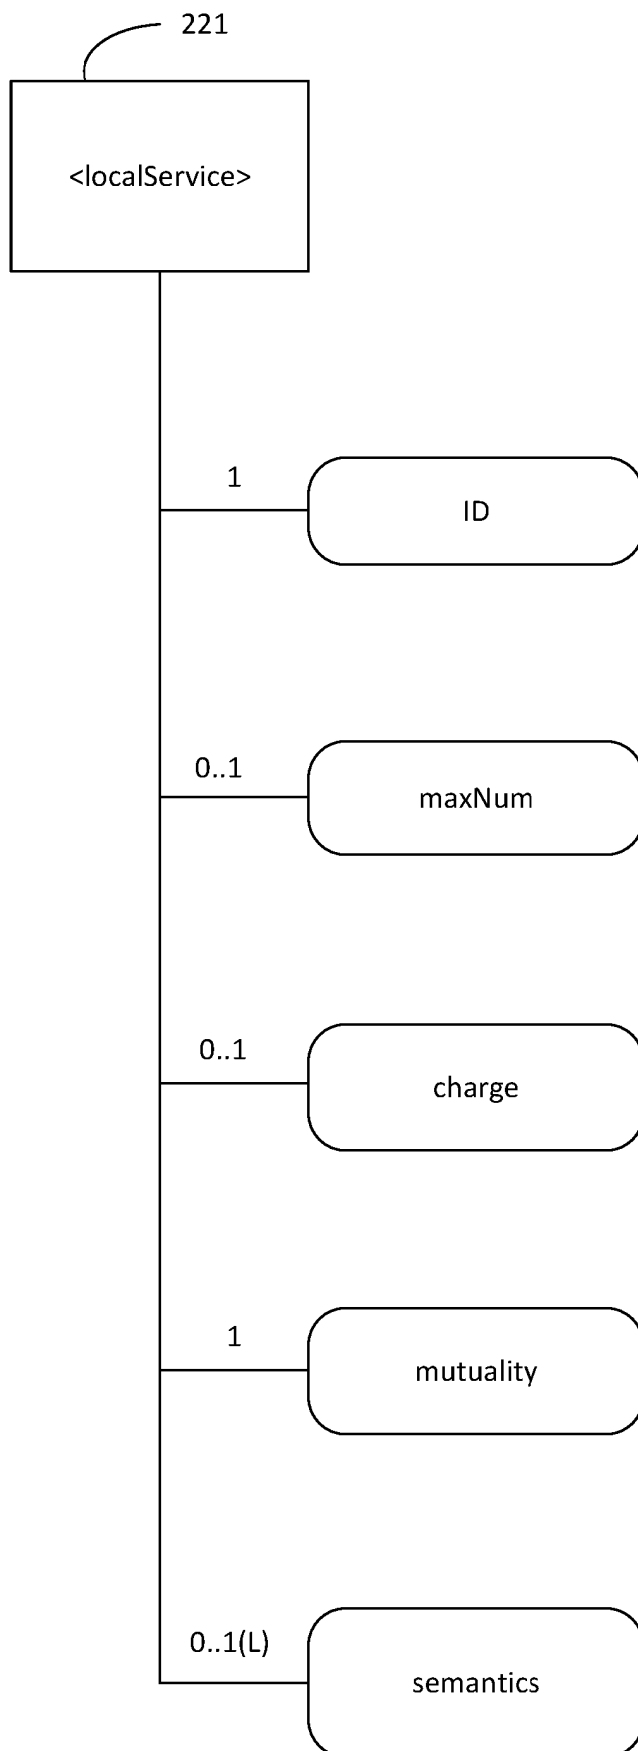 221
<localService>
1
ID
0..1
maxNum
0..1
charge
1
mutuality
0..1(L)
semantics